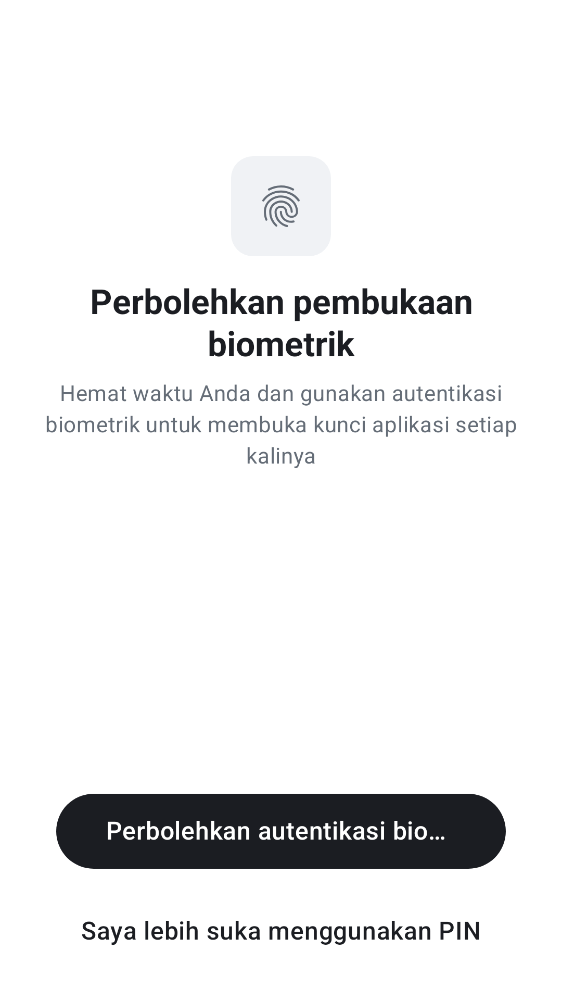 Perbolehkan pembukaan
biometrik
Hemat waktu Anda dan gunakan autentikasi
biometrik untuk membuka kunci aplikasi setiap
kalinya
Perbolehkan autentikasi bio…
Saya lebih suka menggunakan PIN